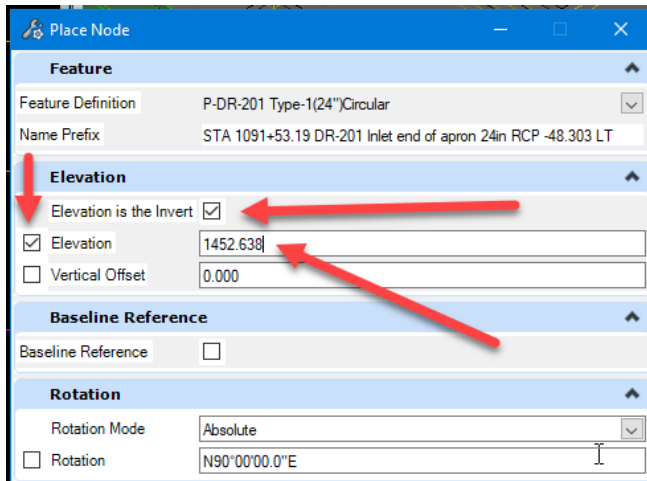 Place Node
Feature
Feature Definition P-DR-201 Type-1(24")Circular
Name Prefix STA 1091+53.19 DR-201 Inlet end of apron 24in RCP -48.303 LT
Elevation
Elevation is the Invert
Elevation 1452.638
Vertical Offset 0.000
Baseline Reference
Baseline Reference
Rotation
Rotation Mode Absolute
Rotation N90°00'00.0"E